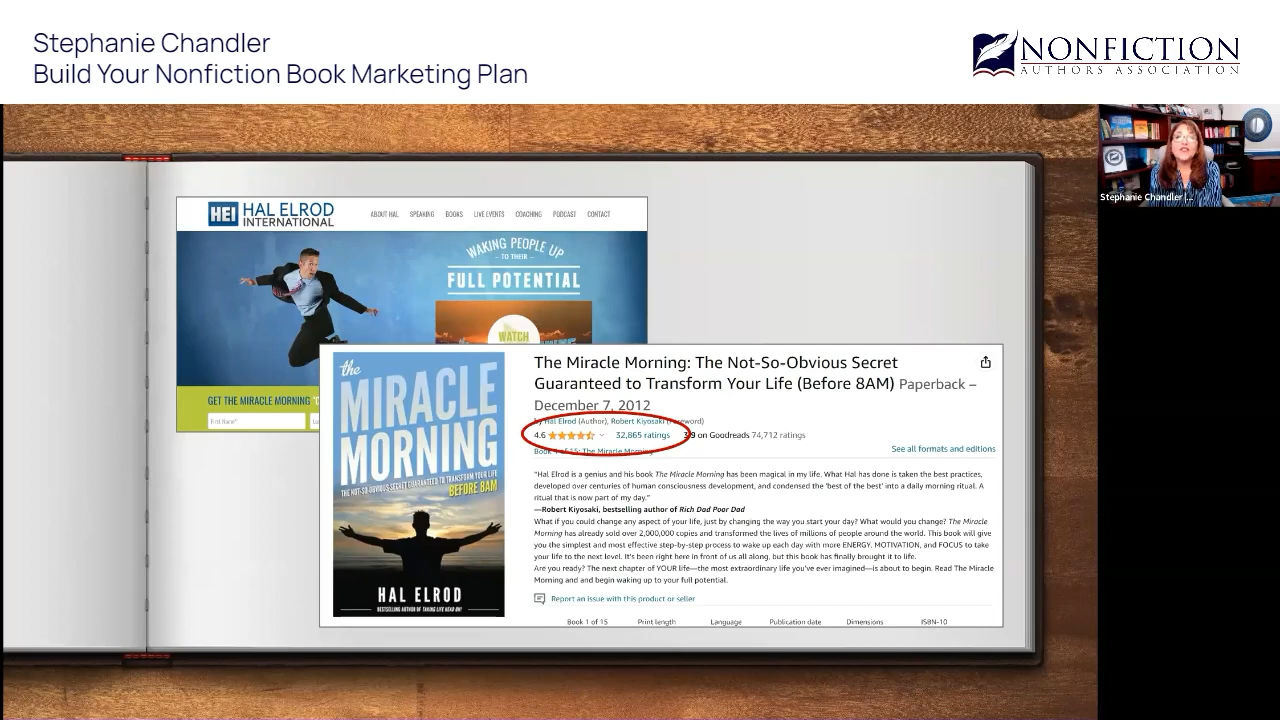 Stephanie Chandler
Build Your Nonfiction Book Marketing Plan
NONFICTION
AUTHORS ASSOCIATION
Stephanie Chandler |...
HEI HAL ELROD
INTERNATIONAL
ABOUT HAL SPEAKING BOOKS LIVE EVENTS COACHING PODCAST CONTACT
WAKING PEOPLE UP
- TO THEIR -
FULL POTENTIAL
WATCH
GET THE MIRACLE MORNING
First Name*
the
MIRACLE
MORNING
THE NOT-SO-OBVIOUS SECRET GUARANTEED TO TRANSFORM YOUR LIFE
BEFORE 8AM
HAL ELROD
BESTSELLING AUTHOR OF TAKING LIFE HEAD ON!
The Miracle Morning: The Not-So-Obvious Secret
Guaranteed to Transform Your Life (Before 8AM) Paperback –
December 7, 2012
by Hal Elrod (Author), Robert Kiyosaki (Foreword)
4.6 32,865 ratings 3.9 on Goodreads 74,712 ratings
Book 1 of 15: The Miracle Morning
See all formats and editions
"Hal Elrod is a genius and his book The Miracle Morning has been magical in my life. What Hal has done is taken the best practices,
developed over centuries of human consciousness development, and condensed the 'best of the best' into a daily morning ritual. A
ritual that is now part of my day."
—Robert Kiyosaki, bestselling author of Rich Dad Poor Dad
What if you could change any aspect of your life, just by changing the way you start your day? What would you change? The Miracle
Morning has already sold over 2,000,000 copies and transformed the lives of millions of people around the world. This book will give
you the simplest and most effective step-by-step process to wake up each day with more ENERGY, MOTIVATION, and FOCUS to take
your life to the next level. It's been right here in front of us all along, but this book has finally brought it to life.
Are you ready? The next chapter of YOUR life—the most extraordinary life you've ever imagined—is about to begin. Read The Miracle
Morning and and begin waking up to your full potential.
Report an issue with this product or seller
Book 1 of 15 Print length Language Publication date Dimensions ISBN-10